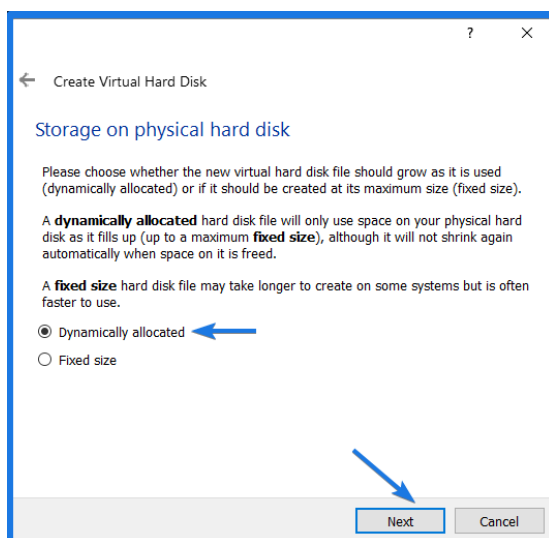 ?
Create Virtual Hard Disk
Storage on physical hard disk
Please choose whether the new virtual hard disk file should grow as it is used
(dynamically allocated) or if it should be created at its maximum size (fixed size).
A dynamically allocated hard disk file will only use space on your physical hard
disk as it fills up (up to a maximum fixed size), although it will not shrink again
automatically when space on it is freed.
A fixed size hard disk file may take longer to create on some systems but is often
faster to use.
Dynamically allocated
Fixed size
Next Cancel